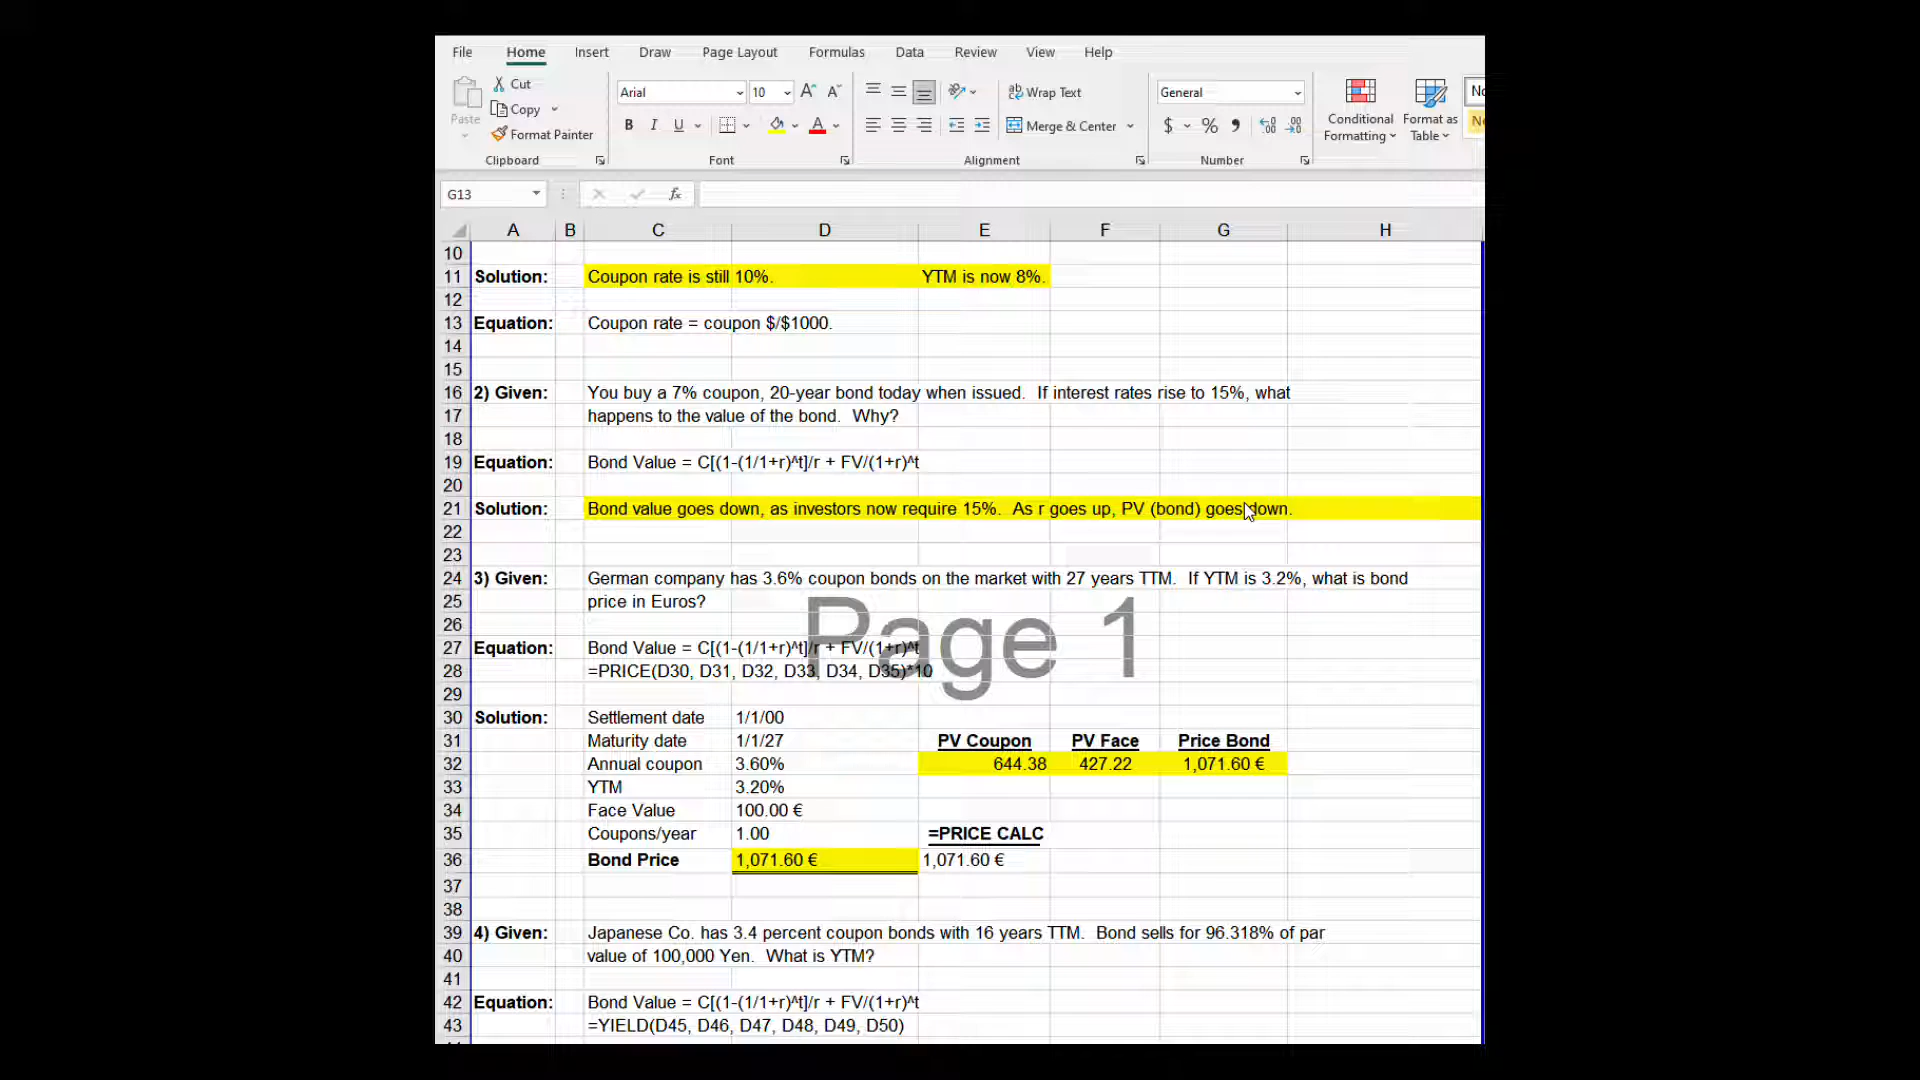 File Home Insert Draw Page Layout Formulas Data Review View Help
Cut
Copy
Paste
Format Painter
Clipboard
Arial 10
B I U
Font
Wrap Text
Merge & Center
Alignment
General
$ %
Number
Conditional Formatting
Format as Table
G13
fx
A B C D E F G H
10
11 Solution: Coupon rate is still 10%. YTM is now 8%.
12
13 Equation: Coupon rate = coupon $/$1000.
14
15
16 2) Given: You buy a 7% coupon, 20-year bond today when issued. If interest rates rise to 15%, what
17 happens to the value of the bond. Why?
18
19 Equation: Bond Value = C[(1-(1/1+r)^t]/r + FV/(1+r)^t
20
21 Solution: Bond value goes down, as investors now require 15%. As r goes up, PV (bond) goes down.
22
23
24 3) Given: German company has 3.6% coupon bonds on the market with 27 years TTM. If YTM is 3.2%, what is bond
25 price in Euros?
26
Page 1
27 Equation: Bond Value = C[(1-(1/1+r)^t]/r + FV/(1+r)^t
28 =PRICE(D30, D31, D32, D33, D34, D35)*10
29
30 Solution: Settlement date 1/1/00
31 Maturity date 1/1/27 PV Coupon PV Face Price Bond
32 Annual coupon 3.60% 644.38 427.22 1,071.60 €
33 YTM 3.20%
34 Face Value 100.00 €
35 Coupons/year 1.00 =PRICE CALC
36 Bond Price 1,071.60 € 1,071.60 €
37
38
39 4) Given: Japanese Co. has 3.4 percent coupon bonds with 16 years TTM. Bond sells for 96.318% of par
40 value of 100,000 Yen. What is YTM?
41
42 Equation: Bond Value = C[(1-(1/1+r)^t]/r + FV/(1+r)^t
43 =YIELD(D45, D46, D47, D48, D49, D50)